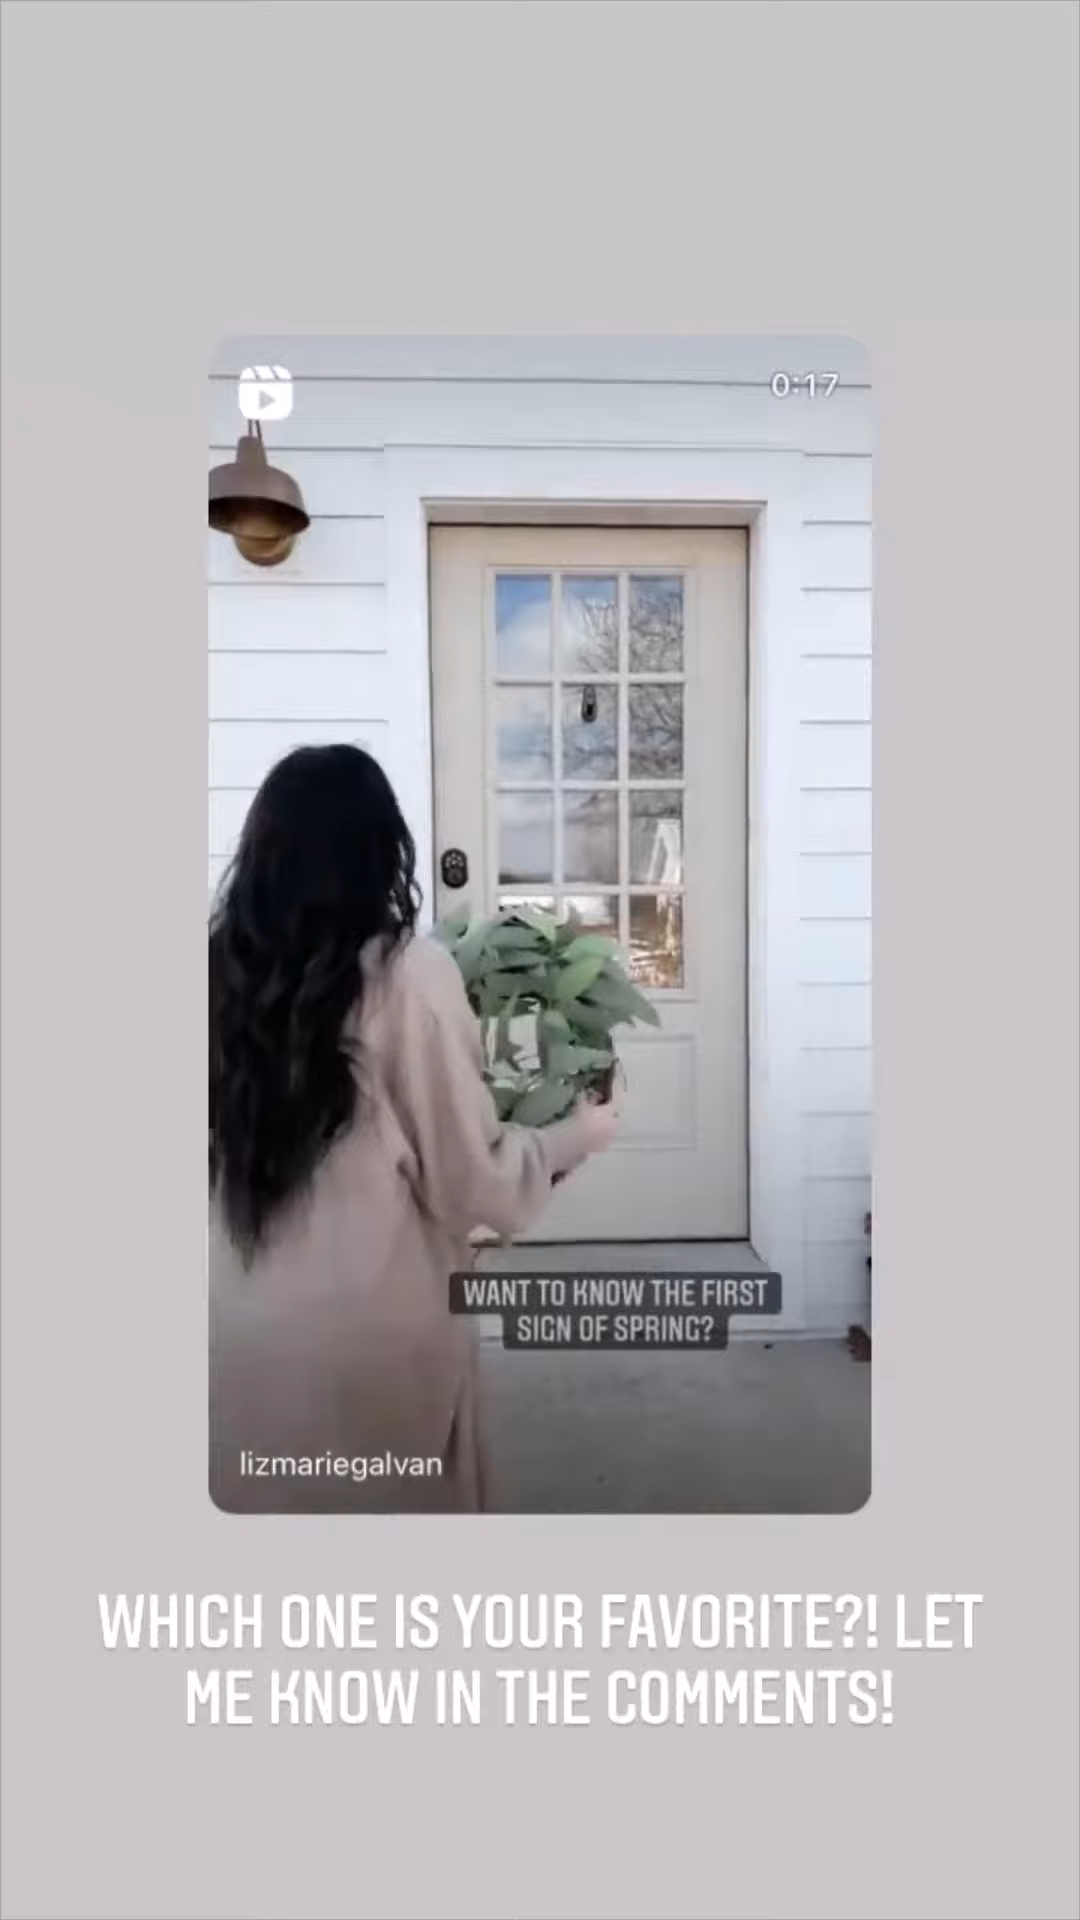 0:17
WANT TO KNOW THE FIRST
SIGN OF SPRING?
lizmariegalvan
WHICH ONE IS YOUR FAVORITE?! LET
ME KNOW IN THE COMMENTS!